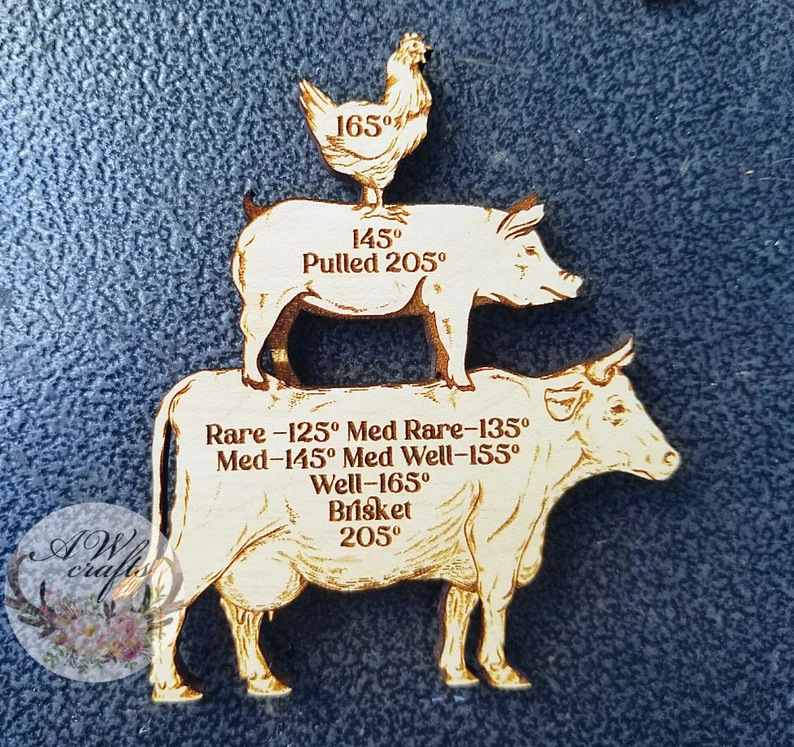 165°
145°
Pulled 205°
Rare -125° Med Rare-135°
Med-145° Med Well-155°
Well-165°
Brisket
205°
AW
crafts